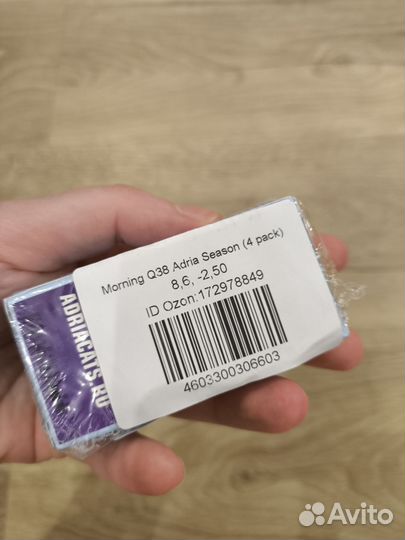 Morning Q38 Adria Season (4 pack)
8,6, -2,50
ID Ozon:172978849
4603300306603
ADRIACATS.RU
Avito